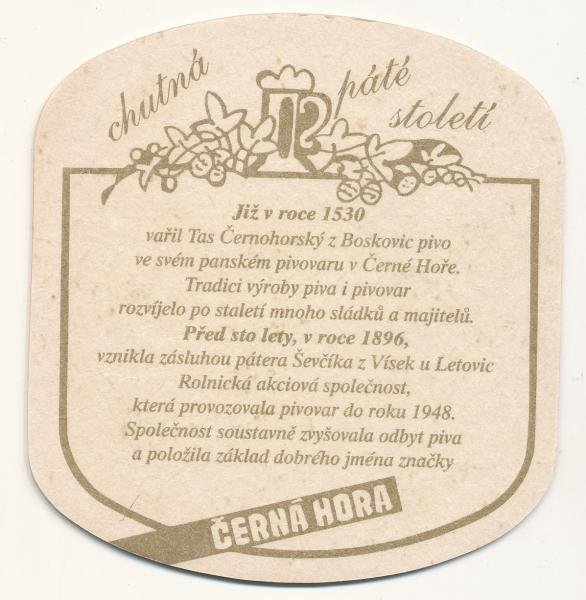 chutná páté
století
Již v roce 1530
vařil Tas Černohorský z Boskovic pivo
ve svém panském pivovaru v Černé Hoře.
Tradici výroby piva i pivovar
rozvíjelo po staletí mnoho sládků a majitelů.
Před sto lety, v roce 1896,
vznikla zásluhou pátera Ševčíka z Vísek u Letovic
Rolnická akciová společnost,
která provozovala pivovar do roku 1948.
Společnost soustavně zvyšovala odbyt piva
a položila základ dobrého jména značky
ČERNÁ HORA